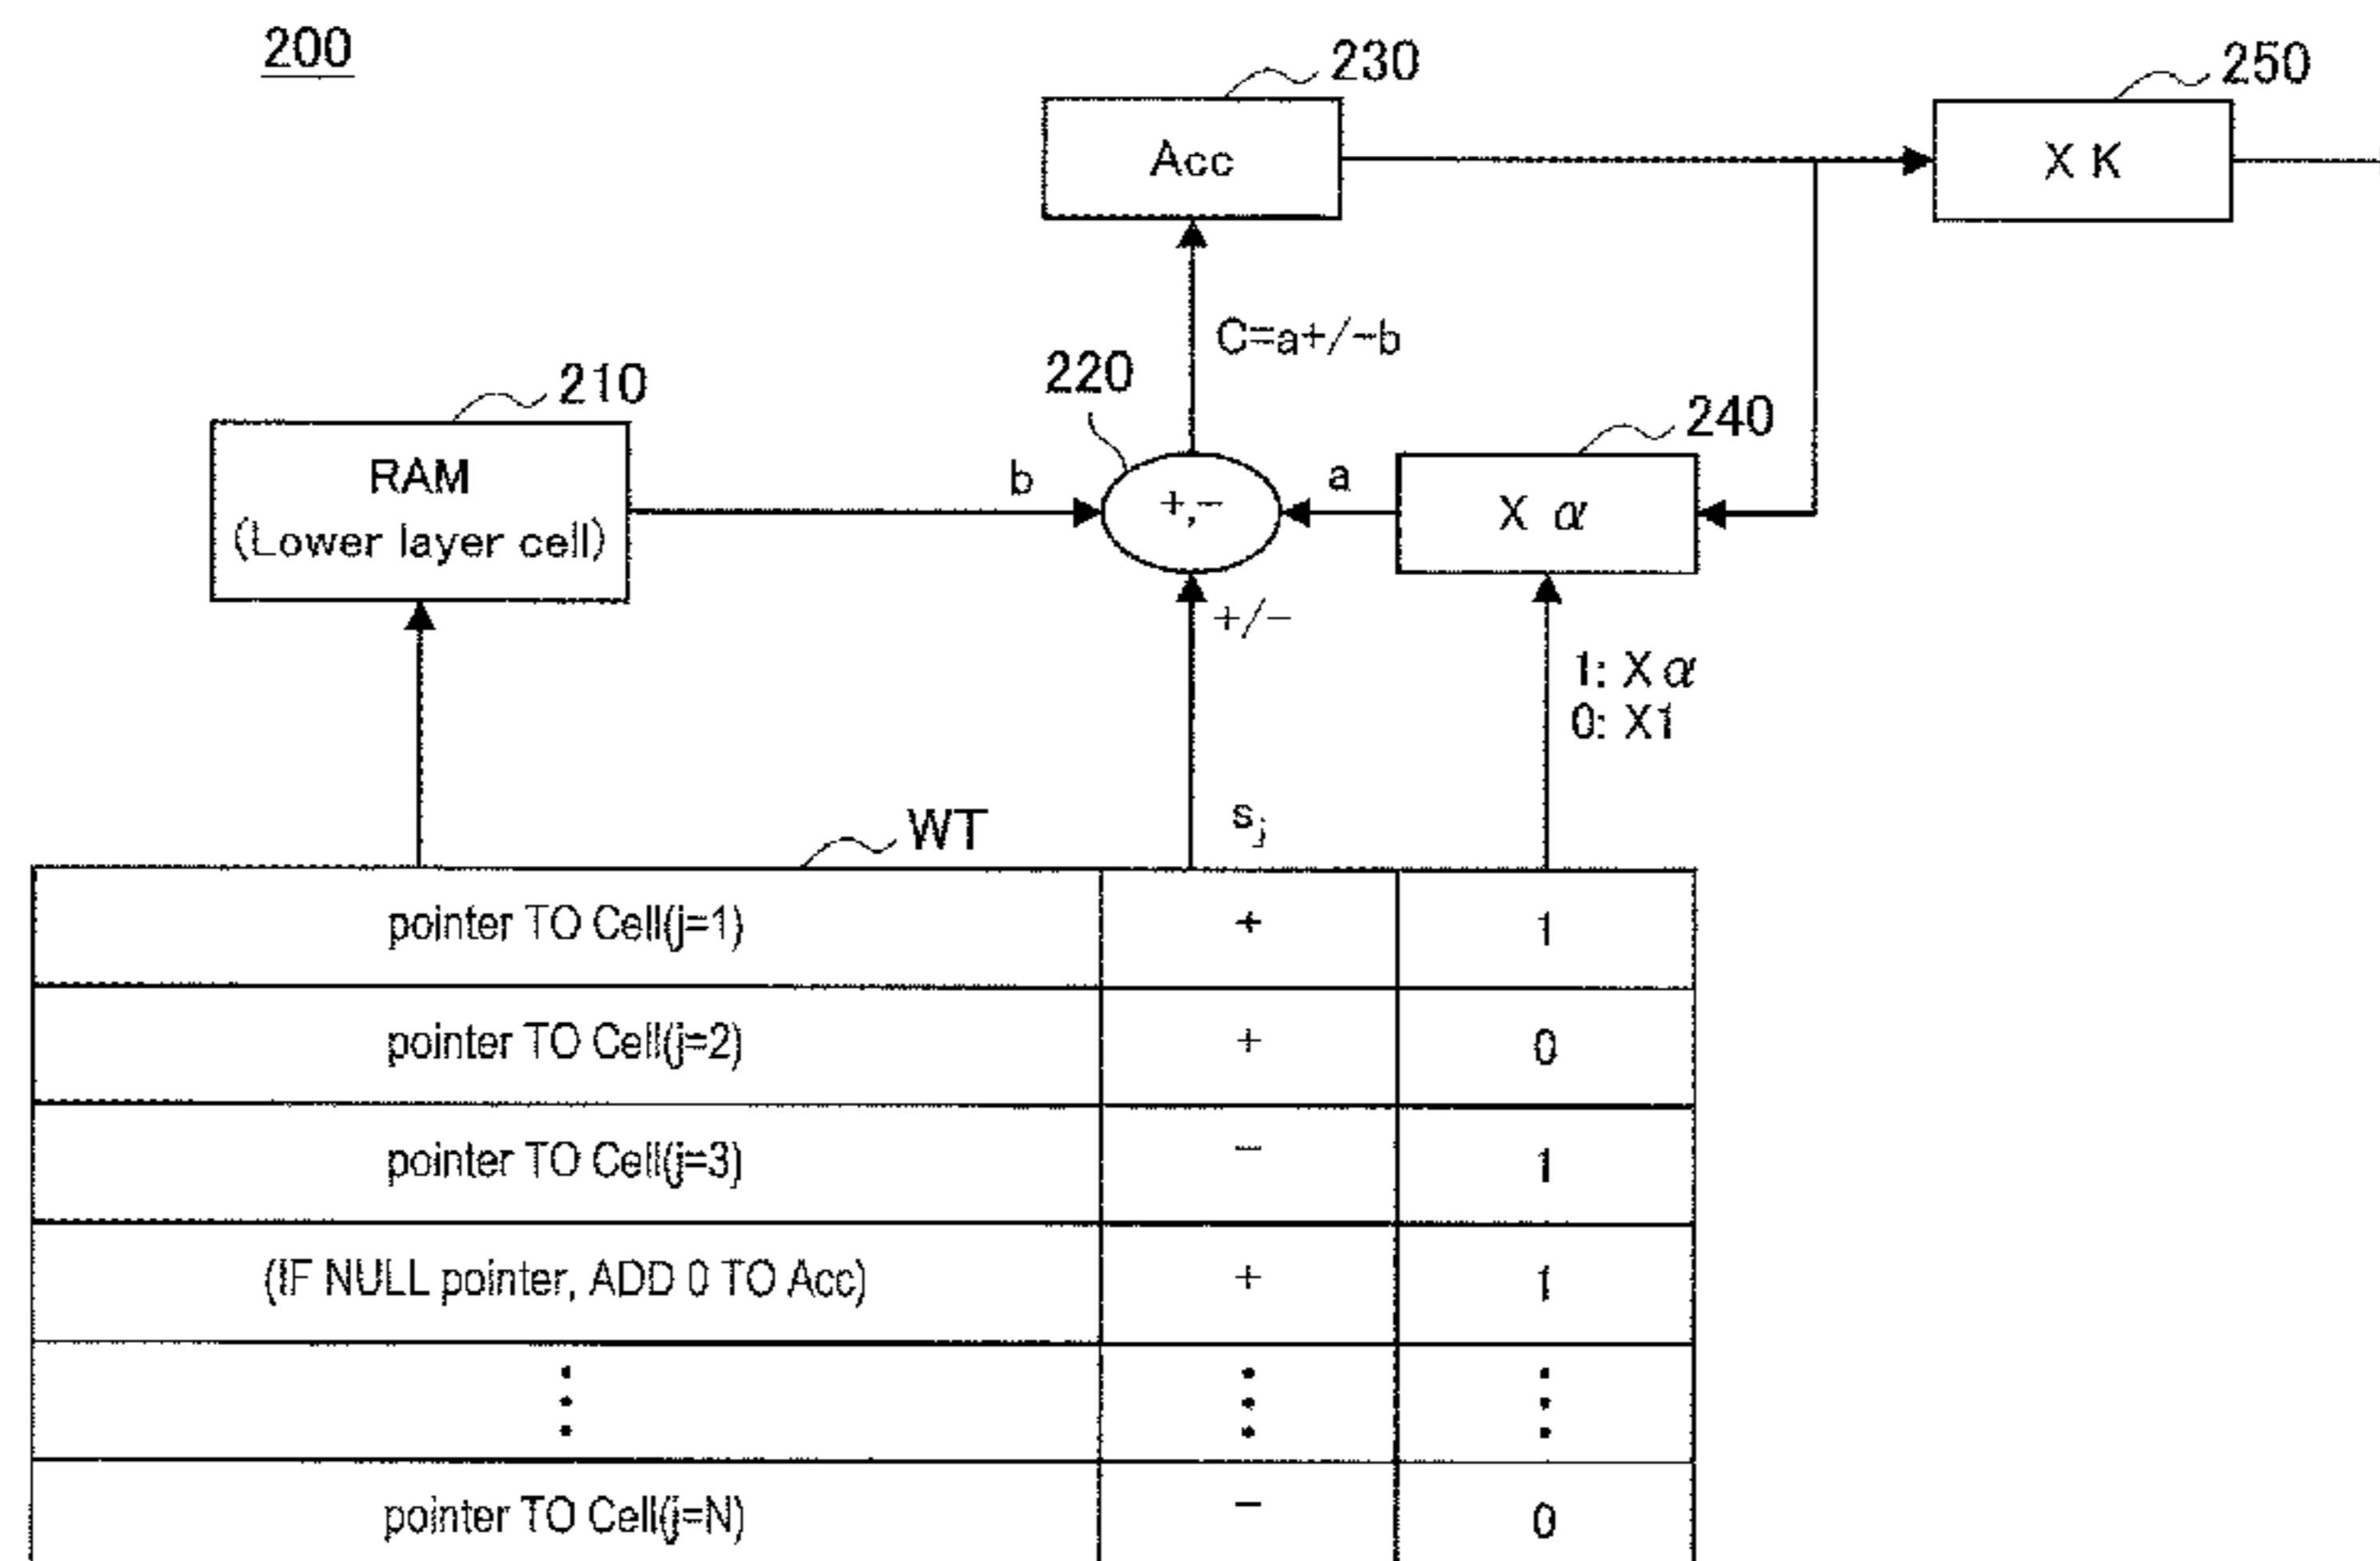 200
230
250
Acc
X K
C=a+/-b
220
210
240
RAM
(Lower layer cell)
b
+,-
a
X α
+/-
1: X α
0: X1
WT
sj
pointer TO Cell(j=1) + 1
pointer TO Cell(j=2) + 0
pointer TO Cell(j=3) - 1
(IF NULL pointer, ADD 0 TO Acc) + 1
pointer TO Cell(j=N) - 0